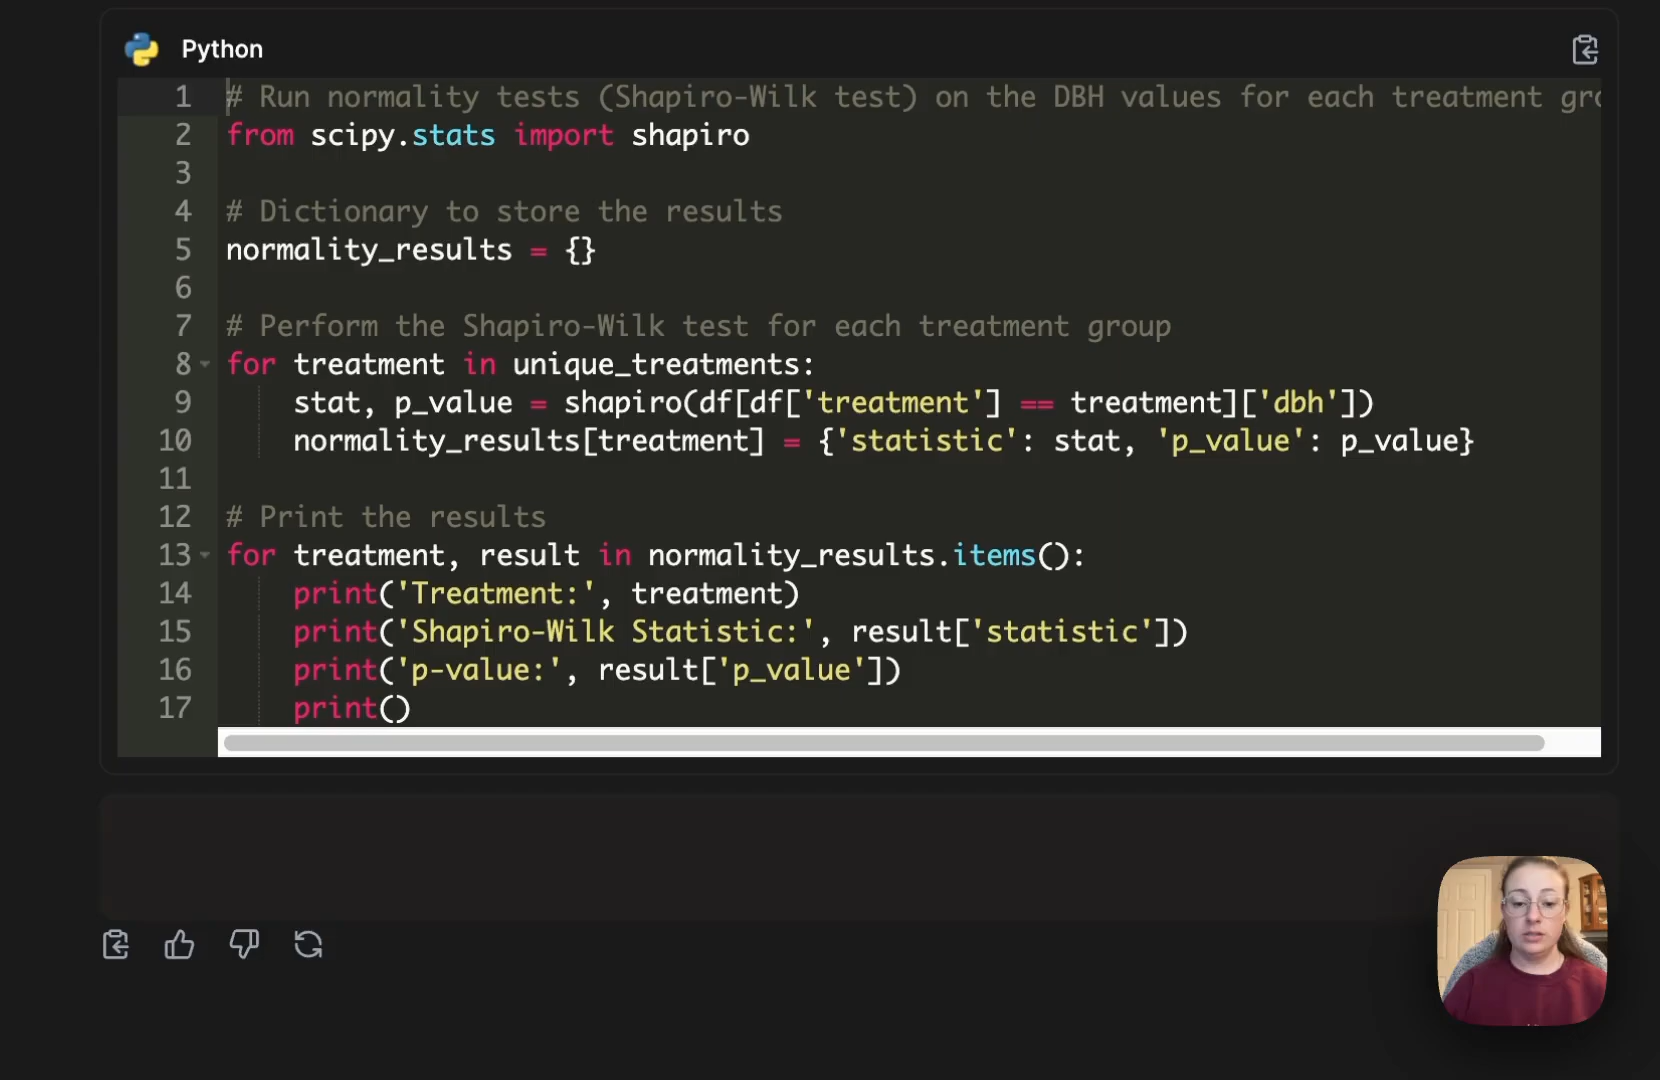 Python
1 # Run normality tests (Shapiro-Wilk test) on the DBH values for each treatment gro
2 from scipy.stats import shapiro
3
4 # Dictionary to store the results
5 normality_results = {}
6
7 # Perform the Shapiro-Wilk test for each treatment group
8 for treatment in unique_treatments:
9     stat, p_value = shapiro(df[df['treatment'] == treatment]['dbh'])
10     normality_results[treatment] = {'statistic': stat, 'p_value': p_value}
11
12 # Print the results
13 for treatment, result in normality_results.items():
14     print('Treatment:', treatment)
15     print('Shapiro-Wilk Statistic:', result['statistic'])
16     print('p-value:', result['p_value'])
17     print()